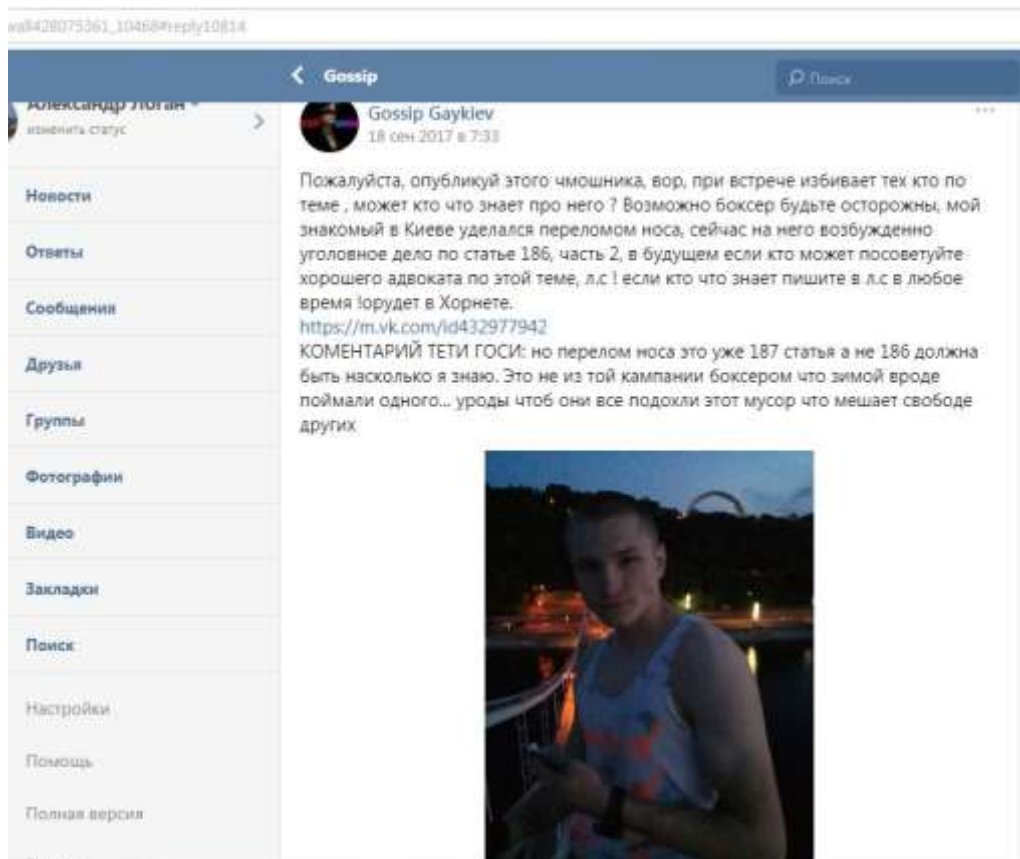 wall428075361_10468#reply10814
Gossip
Поиск
Александр Логан
изменить статус
Новости
Ответы
Сообщения
Друзья
Группы
Фотографии
Видео
Закладки
Поиск
Настройки
Помощь
Полная версия
Gossip Gaykiev
18 сен 2017 в 7:33
Пожалуйста, опубликуй этого чмошника, вор, при встрече избивает тех кто по
теме , может кто что знает про него ? Возможно боксер будьте осторожны, мой
знакомый в Киеве уделался переломом носа, сейчас на него возбужденно
уголовное дело по статье 186, часть 2, в будущем если кто может посоветуйте
хорошего адвоката по этой теме, л.с ! если кто что знает пишите в л.с в любое
время !орудет в Хорнете.
https://m.vk.com/id432977942
КОМЕНТАРИЙ ТЕТИ ГОСИ: но перелом носа это уже 187 статья а не 186 должна
быть насколько я знаю. Это не из той кампании боксером что зимой вроде
поймали одного... уроды чтоб они все подохли этот мусор что мешает свободе
других